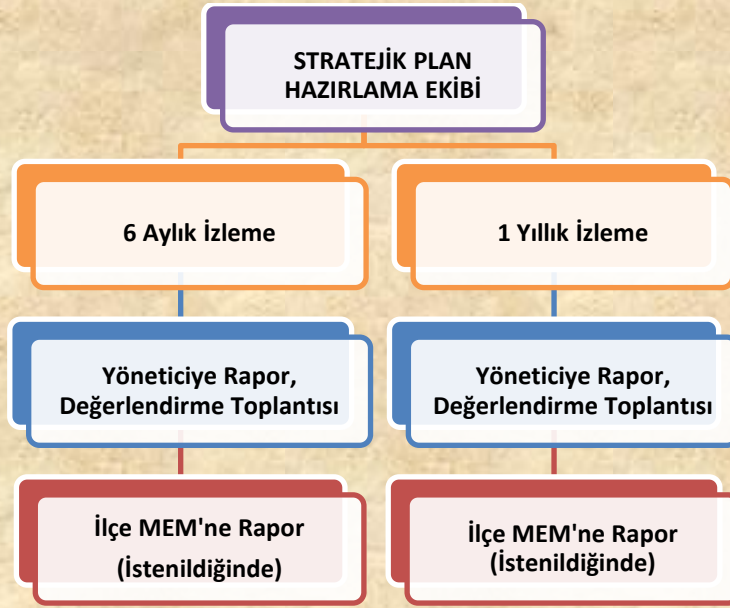 STRATEJİK PLAN
HAZIRLAMA EKİBİ
6 Aylık İzleme
1 Yıllık İzleme
Yöneticiye Rapor,
Değerlendirme Toplantısı
Yöneticiye Rapor,
Değerlendirme Toplantısı
İlçe MEM'ne Rapor
(İstenildiğinde)
İlçe MEM'ne Rapor
(İstenildiğinde)